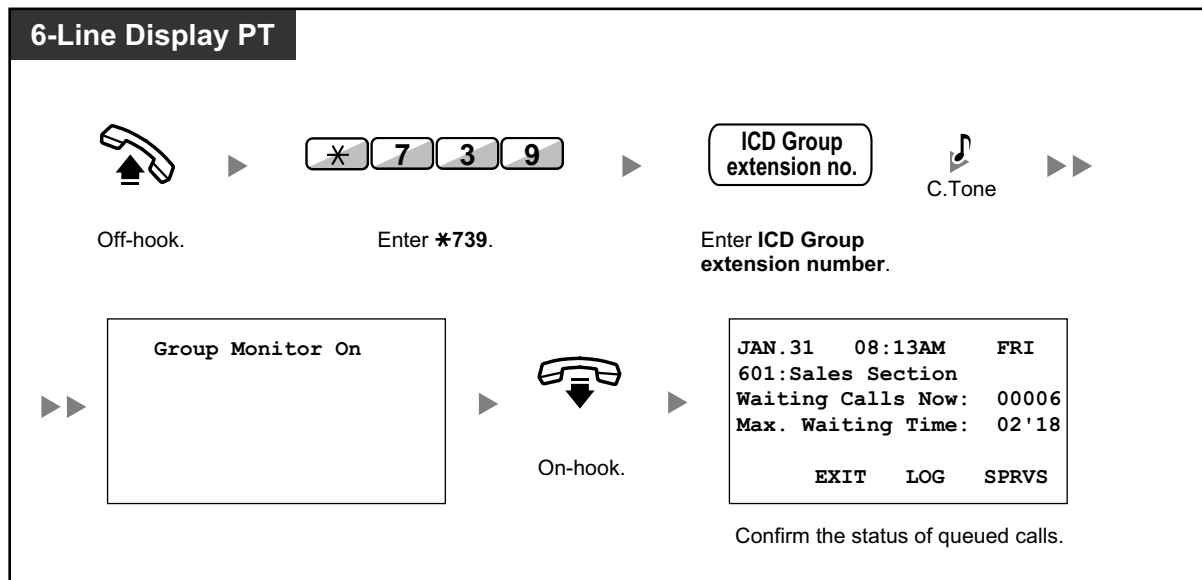 6-Line Display PT
* 7 3 9
ICD Group
extension no.
C.Tone
Off-hook.
Enter *739.
Enter ICD Group
extension number.
Group Monitor On
On-hook.
JAN.31 08:13AM FRI
601:Sales Section
Waiting Calls Now: 00006
Max. Waiting Time: 02'18
EXIT LOG SPRVS
Confirm the status of queued calls.